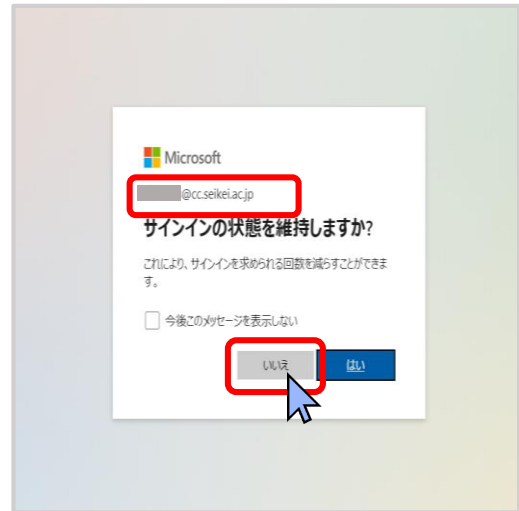 Microsoft
@cc.seikei.ac.jp
サインインの状態を維持しますか?
これにより、サインインを求められる回数を減らすことができま
す。
今後このメッセージを表示しない
いいえ はい